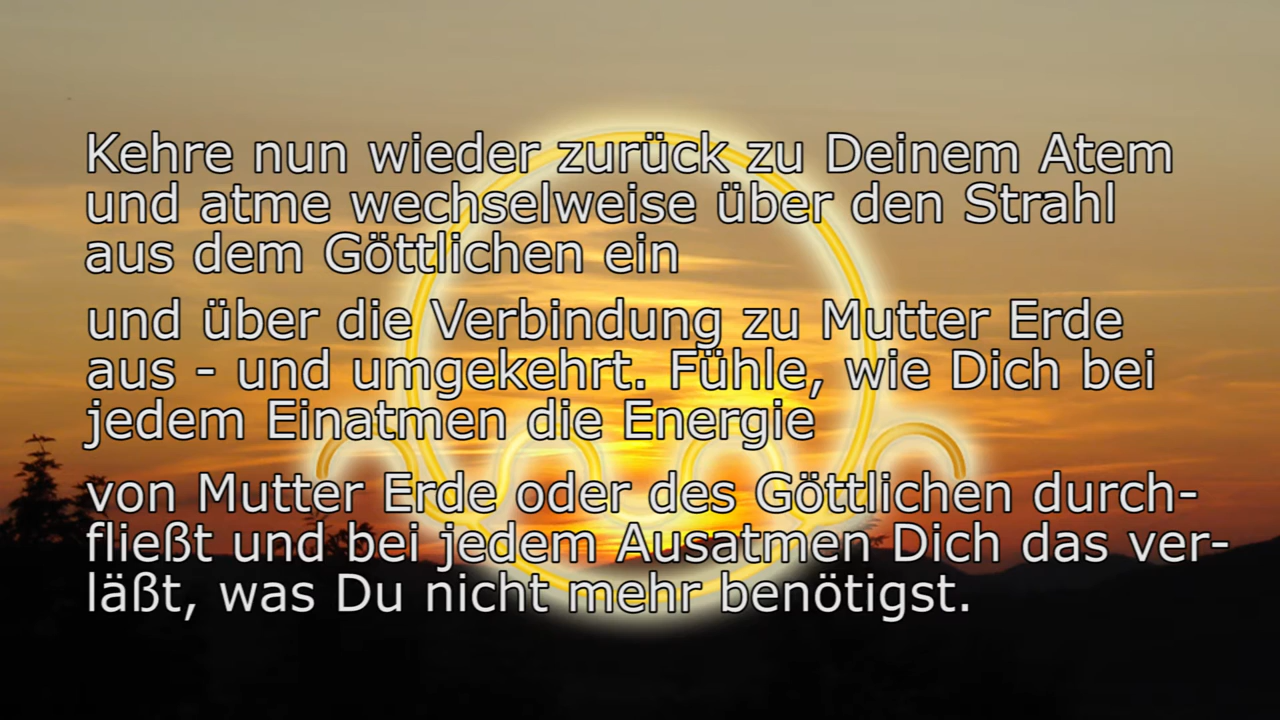 Kehre nun wieder zurück zu Deinem Atem
und atme wechselweise über den Strahl
aus dem Göttlichen ein
und über die Verbindung zu Mutter Erde
aus - und umgekehrt. Fühle, wie Dich bei
jedem Einatmen die Energie
von Mutter Erde oder des Göttlichen durch-
fließt und bei jedem Ausatmen Dich das ver-
läßt, was Du nicht mehr benötigst.